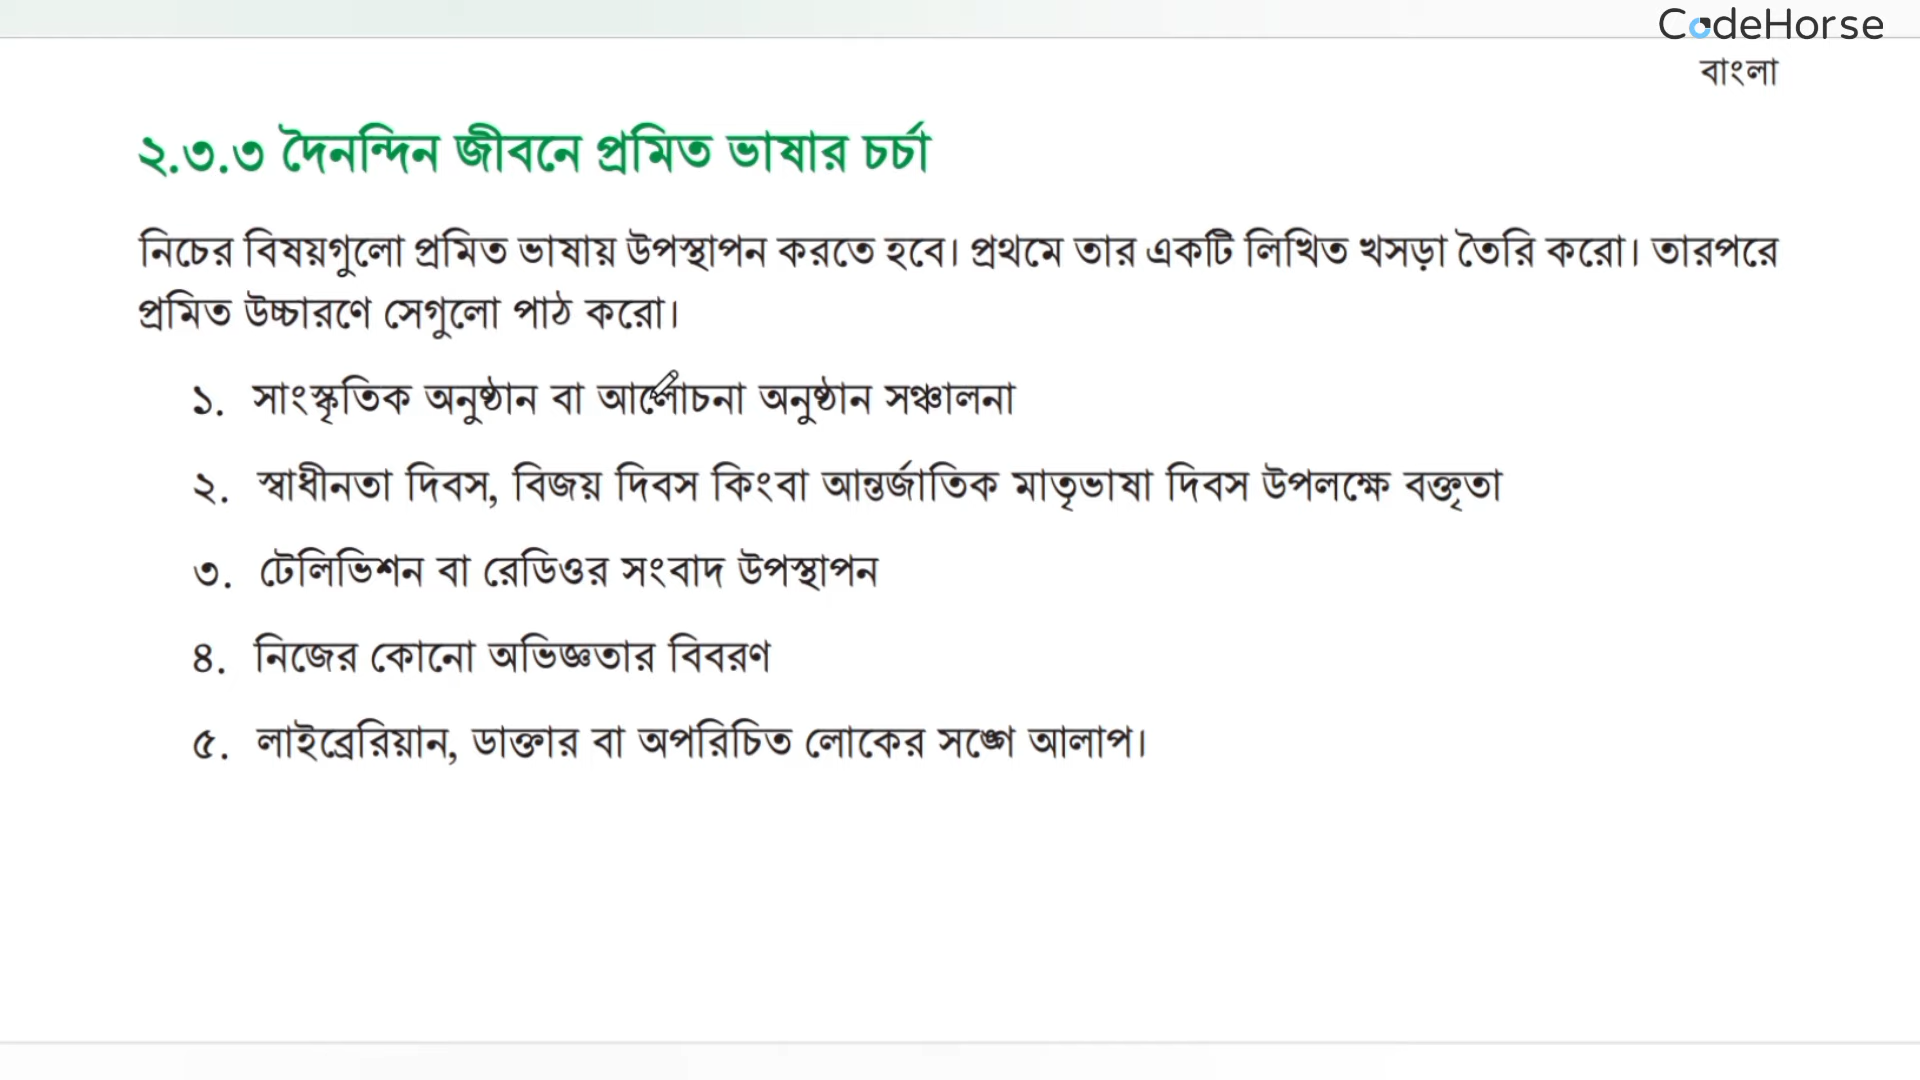 CodeHorse
বাংলা
২.৩.৩ দৈনন্দিন জীবনে প্রমিত ভাষার চর্চা
নিচের বিষয়গুলো প্রমিত ভাষায় উপস্থাপন করতে হবে। প্রথমে তার একটি লিখিত খসড়া তৈরি করো। তারপরে
প্রমিত উচ্চারণে সেগুলো পাঠ করো।
১. সাংস্কৃতিক অনুষ্ঠান বা আলোচনা অনুষ্ঠান সঞ্চালনা
২. স্বাধীনতা দিবস, বিজয় দিবস কিংবা আন্তর্জাতিক মাতৃভাষা দিবস উপলক্ষে বক্তৃতা
৩. টেলিভিশন বা রেডিওর সংবাদ উপস্থাপন
৪. নিজের কোনো অভিজ্ঞতার বিবরণ
৫. লাইব্রেরিয়ান, ডাক্তার বা অপরিচিত লোকের সঙ্গে আলাপ।